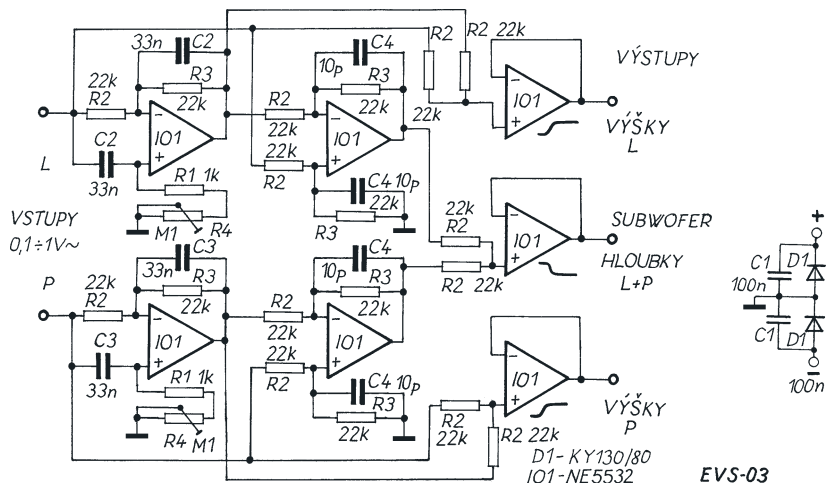 33n C2
22k
R2
R3
22k
IO1
C2
33n
R1 1k
M1
R4
L
VSTUPY
0,1÷1V~
P
C4
10p
R3
22k
R2
22k
IO1
22k
R2
C4 10p
22k
R3
22k
R2
R2
22k
IO1
VÝSTUPY
VÝŠKY
L
22k
R2
R2
22k
IO1
SUBWOFER
HLOUBKY
L+P
C3
33n
R3
22k
22k
R2
IO1
C3
33n
R1 1k
R4 M1
C4
10p
R3
22k
R2
22k
IO1
22k
R2
C4 10p
R3
22k
R2
22k
R2 22k
IO1
VÝŠKY
P
+
C1
D1
100n
C1
D1
–
100n
D1-KY130/80
IO1-NE5532
EVS-03